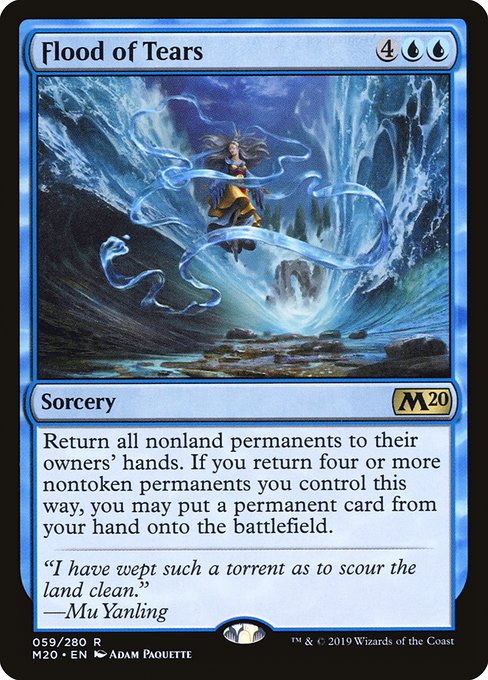 Flood of Tears 4
Sorcery M20
Return all nonland permanents to their
owners' hands. If you return four or more
nontoken permanents you control this
way, you may put a permanent card from
your hand onto the battlefield.
"I have wept such a torrent as to scour the
land clean."
—Mu Yanling
059/280 R
M20 • EN Adam Paquette
™ & © 2019 Wizards of the Coast